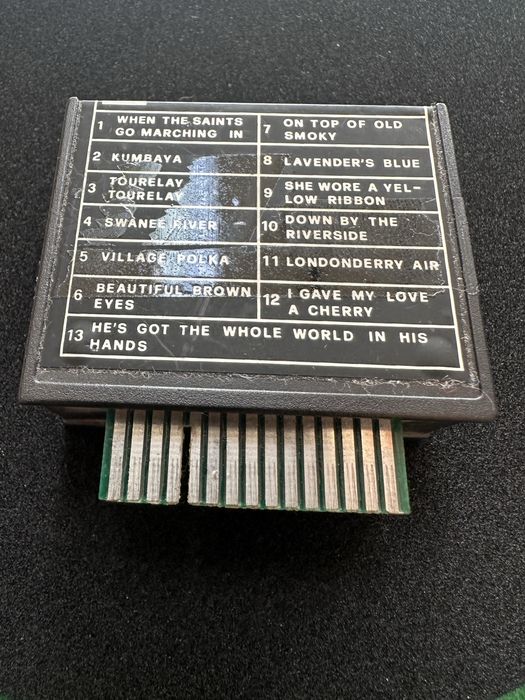 1 WHEN THE SAINTS
GO MARCHING IN
2 KUMBAYA
3 TOURELAY
TOURELAY
4 SWANEE RIVER
5 VILLAGE POLKA
6 BEAUTIFUL BROWN
EYES
7 ON TOP OF OLD
SMOKY
8 LAVENDER'S BLUE
9 SHE WORE A YEL-
LOW RIBBON
10 DOWN BY THE
RIVERSIDE
11 LONDONDERRY AIR
12 I GAVE MY LOVE
A CHERRY
13 HE'S GOT THE WHOLE WORLD IN HIS
HANDS